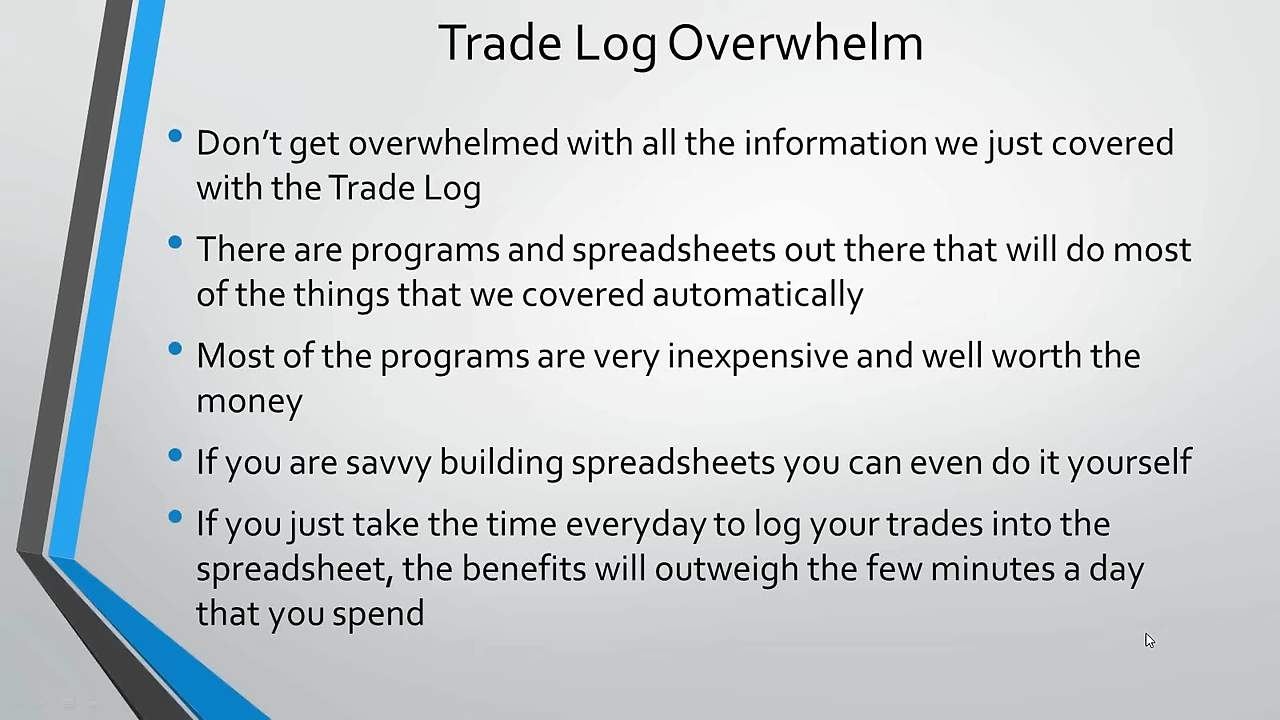 Trade Log Overwhelm
• Don’t get overwhelmed with all the information we just covered
with the Trade Log
• There are programs and spreadsheets out there that will do most
of the things that we covered automatically
• Most of the programs are very inexpensive and well worth the
money
• If you are savvy building spreadsheets you can even do it yourself
• If you just take the time everyday to log your trades into the
spreadsheet, the benefits will outweigh the few minutes a day
that you spend